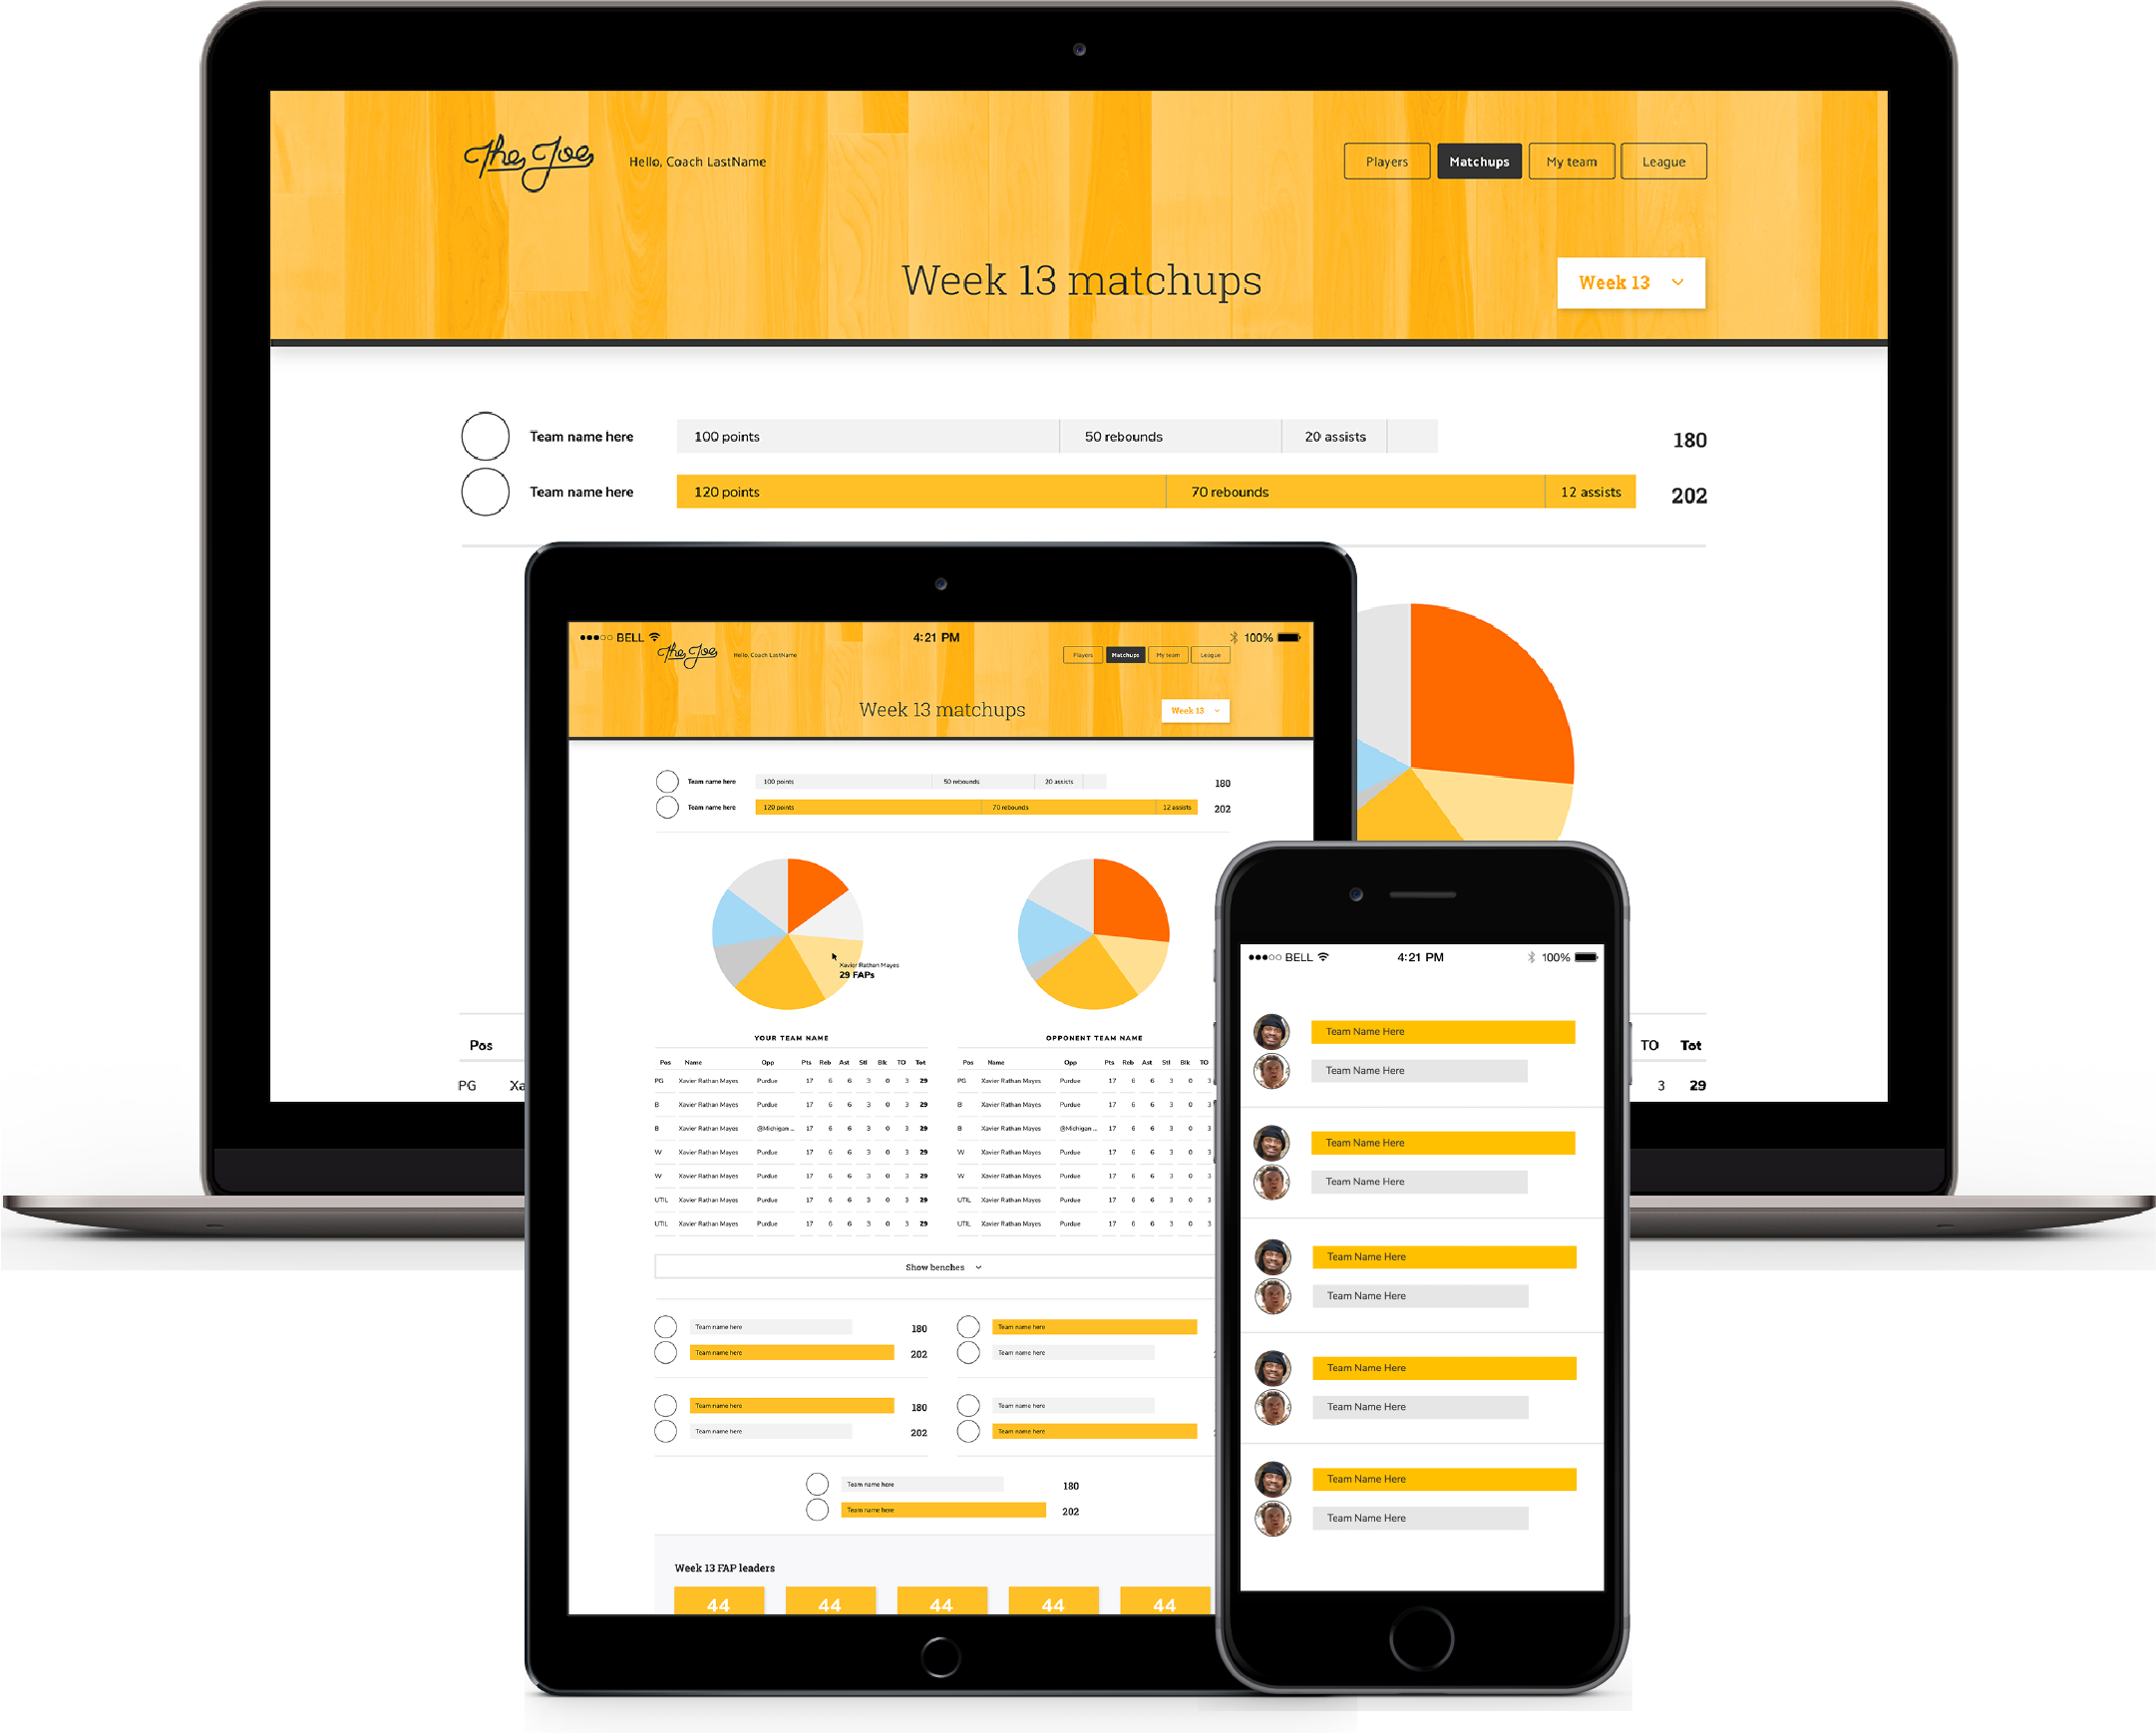 The Joe
Hello, Coach LastName
Players
Matchups
My team
League
Week 13 matchups
Week 13
Team name here 100 points 50 rebounds 20 assists 180
Team name here 120 points 70 rebounds 12 assists 202
Pos
PG Xa
TO Tot
3 29
BELL 4:21 PM 100%
The Joe
Hello, Coach LastName
Players
Matchups
My team
League
Week 13 matchups
Week 13
Team name here 100 points 50 rebounds 20 assists 180
Team name here 120 points 70 rebounds 12 assists 202
Xavier Rathan Mayes
29 FAPs
YOUR TEAM NAME
Pos Name Opp Pts Reb Ast Stl Blk TO Tot
PG Xavier Rathan Mayes Purdue 17 6 6 3 0 3 29
B Xavier Rathan Mayes Purdue 17 6 6 3 0 3 29
B Xavier Rathan Mayes @Michigan ... 17 6 6 3 0 3 29
W Xavier Rathan Mayes Purdue 17 6 6 3 0 3 29
W Xavier Rathan Mayes Purdue 17 6 6 3 0 3 29
UTIL Xavier Rathan Mayes Purdue 17 6 6 3 0 3 29
UTIL Xavier Rathan Mayes Purdue 17 6 6 3 0 3 29
OPPONENT TEAM NAME
Pos Name Opp Pts Reb Ast Stl Blk TO
PG Xavier Rathan Mayes Purdue 17 6 6 3 0 3
B Xavier Rathan Mayes Purdue 17 6 6 3 0 3
B Xavier Rathan Mayes @Michigan ... 17 6 6 3 0 3
W Xavier Rathan Mayes Purdue 17 6 6 3 0 3
W Xavier Rathan Mayes Purdue 17 6 6 3 0 3
UTIL Xavier Rathan Mayes Purdue 17 6 6 3 0 3
UTIL Xavier Rathan Mayes Purdue 17 6 6 3 0 3
Show benches
Team name here 180
Team name here 202
Team name here
Team name here
Team name here 180
Team name here 202
Team name here
Team name here
Team name here 180
Team name here 202
Week 13 FAP leaders
44 44 44 44 44
BELL 4:21 PM 100%
Team Name Here
Team Name Here
Team Name Here
Team Name Here
Team Name Here
Team Name Here
Team Name Here
Team Name Here
Team Name Here
Team Name Here